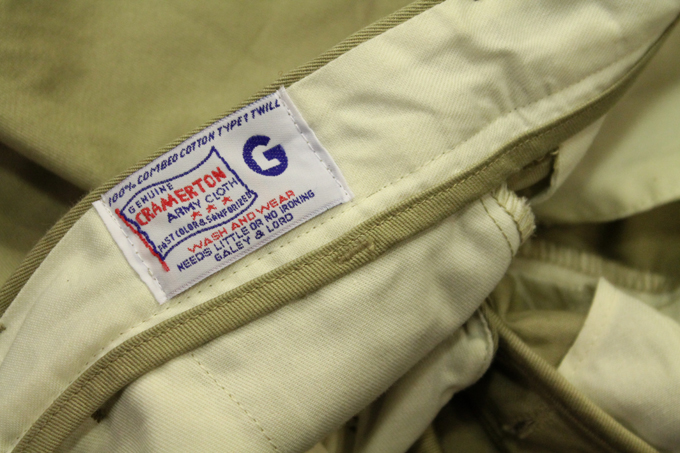 100% COMBED COTTON TYPE 1 TWILL
G
GENUINE
CRAMERTON
ARMY CLOTH
FAST COLOR & SANFORIZED
WASH AND WEAR
NEEDS LITTLE OR NO IRONING
GALEY & LORD